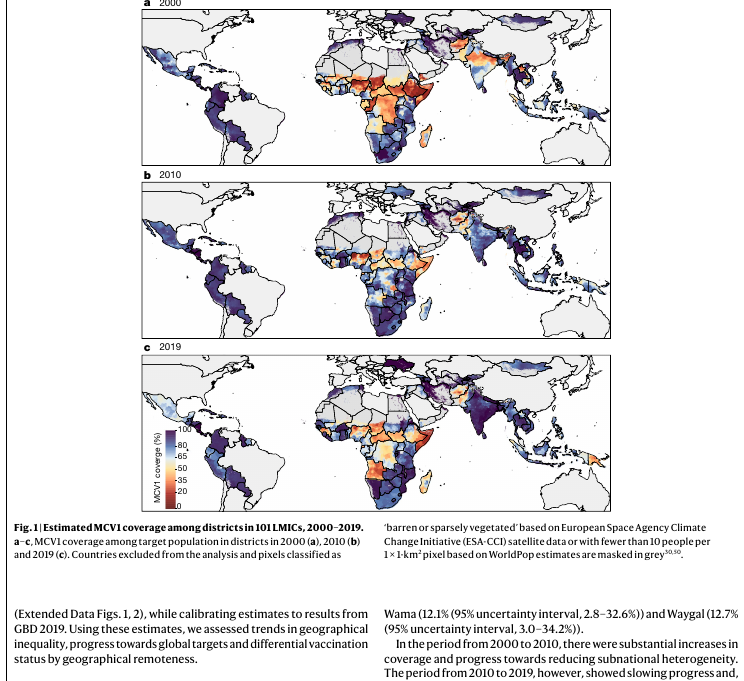 a 2000
b 2010
c 2019
MCV1 coverge (%)
100
80
65
50
35
20
0
Fig. 1 | Estimated MCV1 coverage among districts in 101 LMICs, 2000–2019.
a–c, MCV1 coverage among target population in districts in 2000 (a), 2010 (b)
and 2019 (c). Countries excluded from the analysis and pixels classified as
‘barren or sparsely vegetated’ based on European Space Agency Climate
Change Initiative (ESA-CCI) satellite data or with fewer than 10 people per
1 × 1-km² pixel based on WorldPop estimates are masked in grey³⁰,⁵⁰.
(Extended Data Figs. 1, 2), while calibrating estimates to results from
GBD 2019. Using these estimates, we assessed trends in geographical
inequality, progress towards global targets and differential vaccination
status by geographical remoteness.
Wama (12.1% (95% uncertainty interval, 2.8–32.6%)) and Waygal (12.7%
(95% uncertainty interval, 3.0–34.2%)).
In the period from 2000 to 2010, there were substantial increases in
coverage and progress towards reducing subnational heterogeneity.
The period from 2010 to 2019, however, showed slowing progress and,